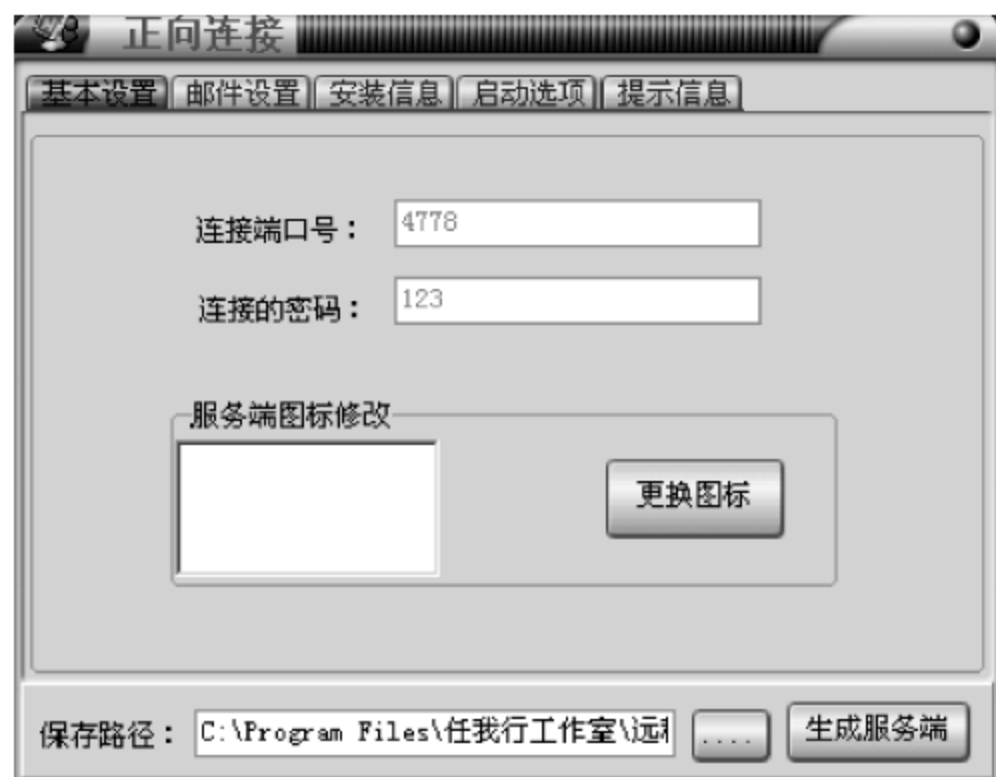 正向连接
基本设置 邮件设置 安装信息 启动选项 提示信息
连接端口号： 4778
连接的密码： 123
服务端图标修改
更换图标
保存路径： C:\Program Files\任我行工作室\远 .... 生成服务端